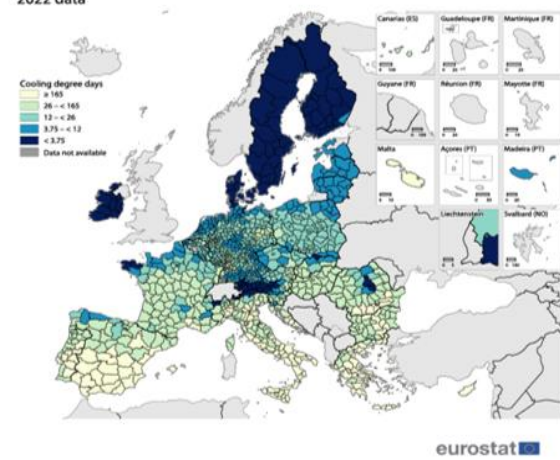 2022 data
Cooling degree days
≥ 165
26 – < 165
12 – < 26
3.75 – < 12
< 3.75
Data not available
Canarias (ES)
Guadeloupe (FR)
Martinique (FR)
Guyane (FR)
Réunion (FR)
Mayotte (FR)
Malta
Açores (PT)
Madeira (PT)
Liechtenstein
Svalbard (NO)
eurostat